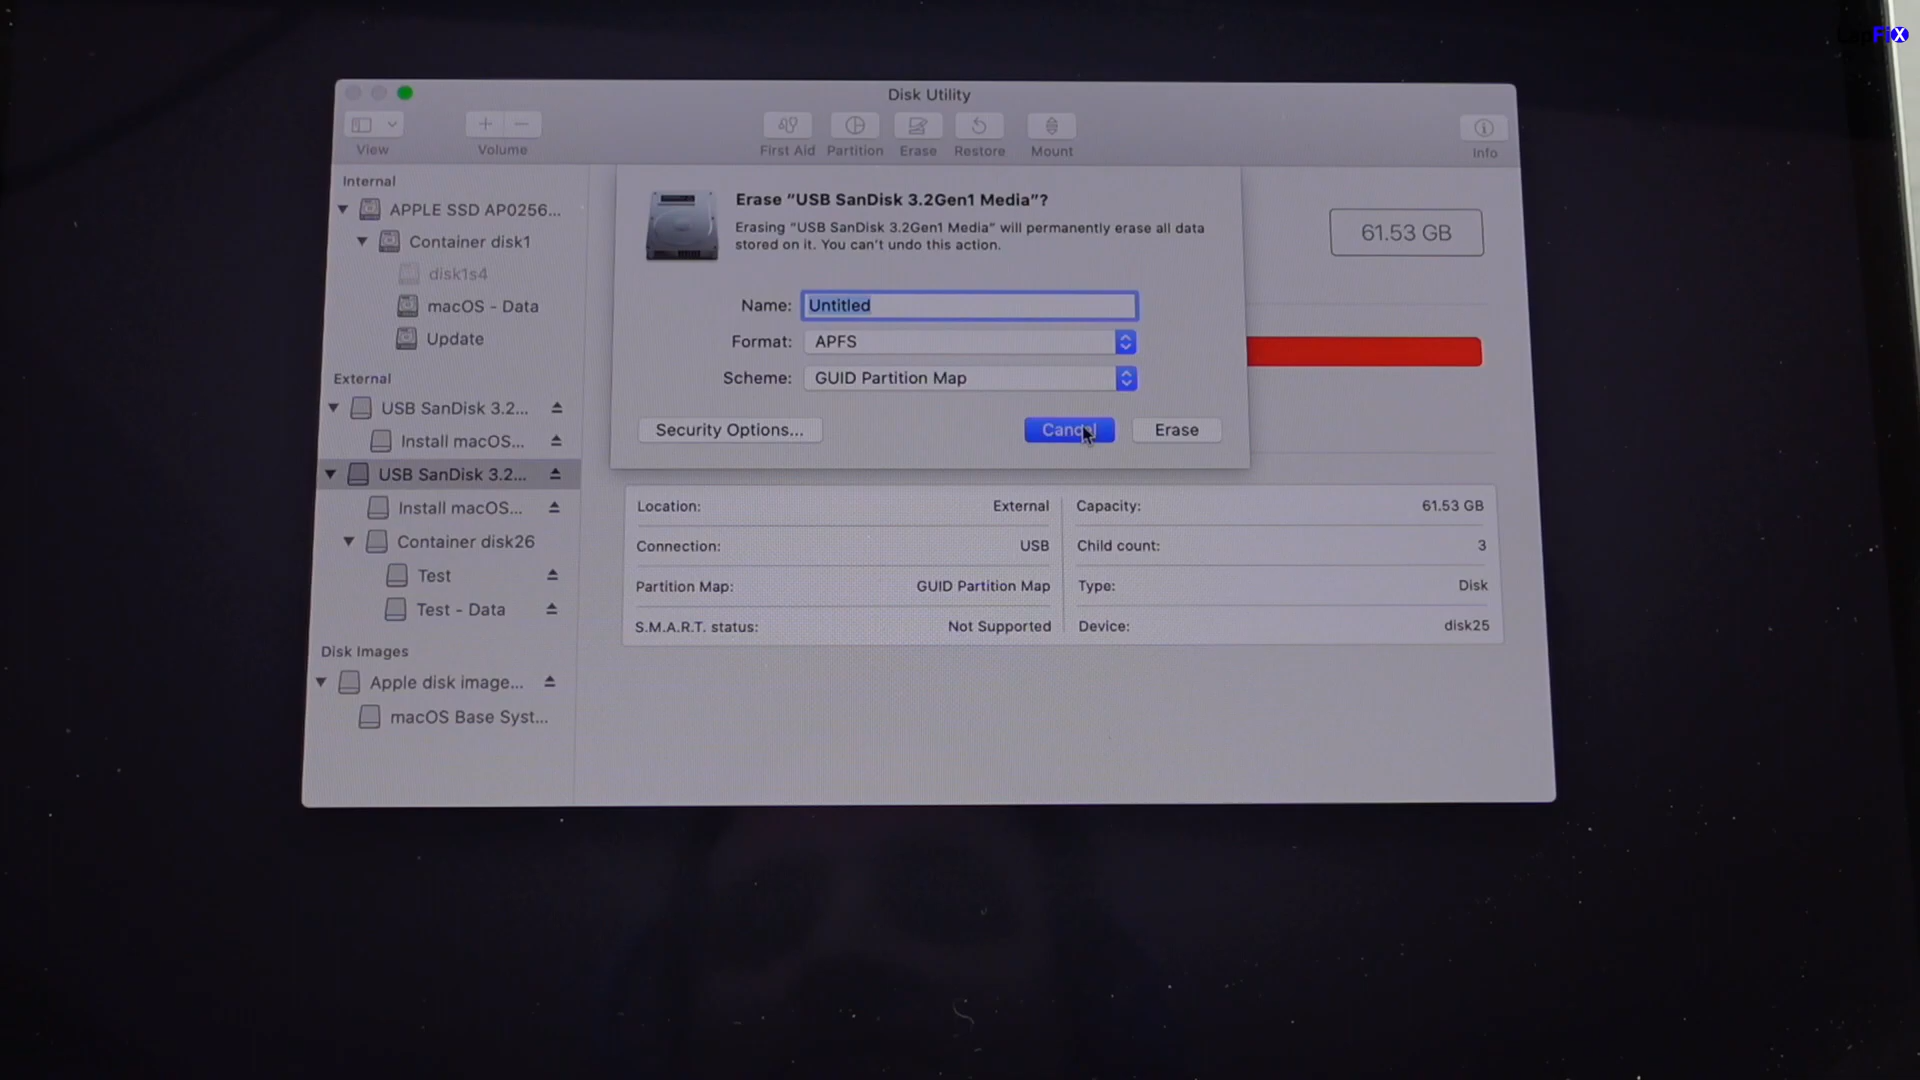 LapFix
Disk Utility
View
Volume
First Aid
Partition
Erase
Restore
Mount
Info
Internal
APPLE SSD AP0256...
Container disk1
disk1s4
macOS - Data
Update
External
USB SanDisk 3.2...
Install macOS...
USB SanDisk 3.2...
Install macOS...
Container disk26
Test
Test - Data
Disk Images
Apple disk image...
macOS Base Syst...
Erase “USB SanDisk 3.2Gen1 Media”?
Erasing “USB SanDisk 3.2Gen1 Media” will permanently erase all data
stored on it. You can’t undo this action.
Name: Untitled
Format: APFS
Scheme: GUID Partition Map
Security Options...
Cancel
Erase
61.53 GB
Location: External
Connection: USB
Partition Map: GUID Partition Map
S.M.A.R.T. status: Not Supported
Capacity: 61.53 GB
Child count: 3
Type: Disk
Device: disk25